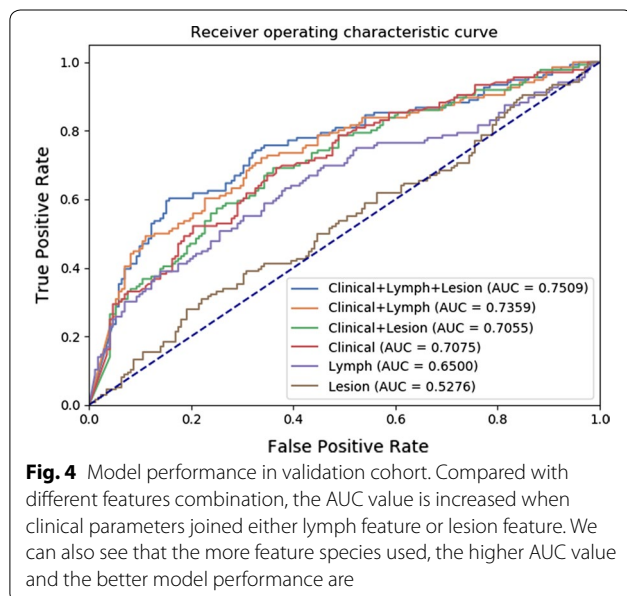 Receiver operating characteristic curve
True Positive Rate
1.0
0.8
0.6
0.4
0.2
0.0
Clinical+Lymph+Lesion (AUC = 0.7509)
Clinical+Lymph (AUC = 0.7359)
Clinical+Lesion (AUC = 0.7055)
Clinical (AUC = 0.7075)
Lymph (AUC = 0.6500)
Lesion (AUC = 0.5276)
0.0 0.2 0.4 0.6 0.8 1.0
False Positive Rate
Fig. 4 Model performance in validation cohort. Compared with
different features combination, the AUC value is increased when
clinical parameters joined either lymph feature or lesion feature. We
can also see that the more feature species used, the higher AUC value
and the better model performance are